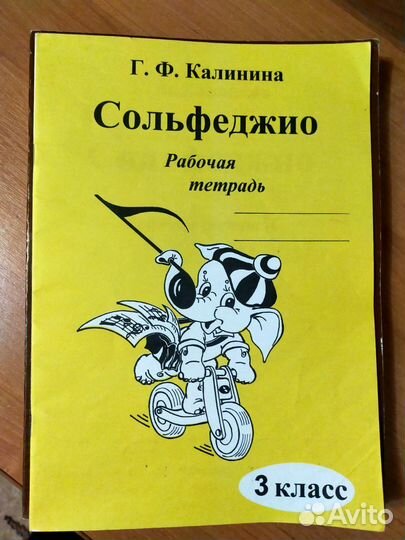 Г. Ф. Калинина
Сольфеджио
Рабочая
тетрадь
3 класс
Avito